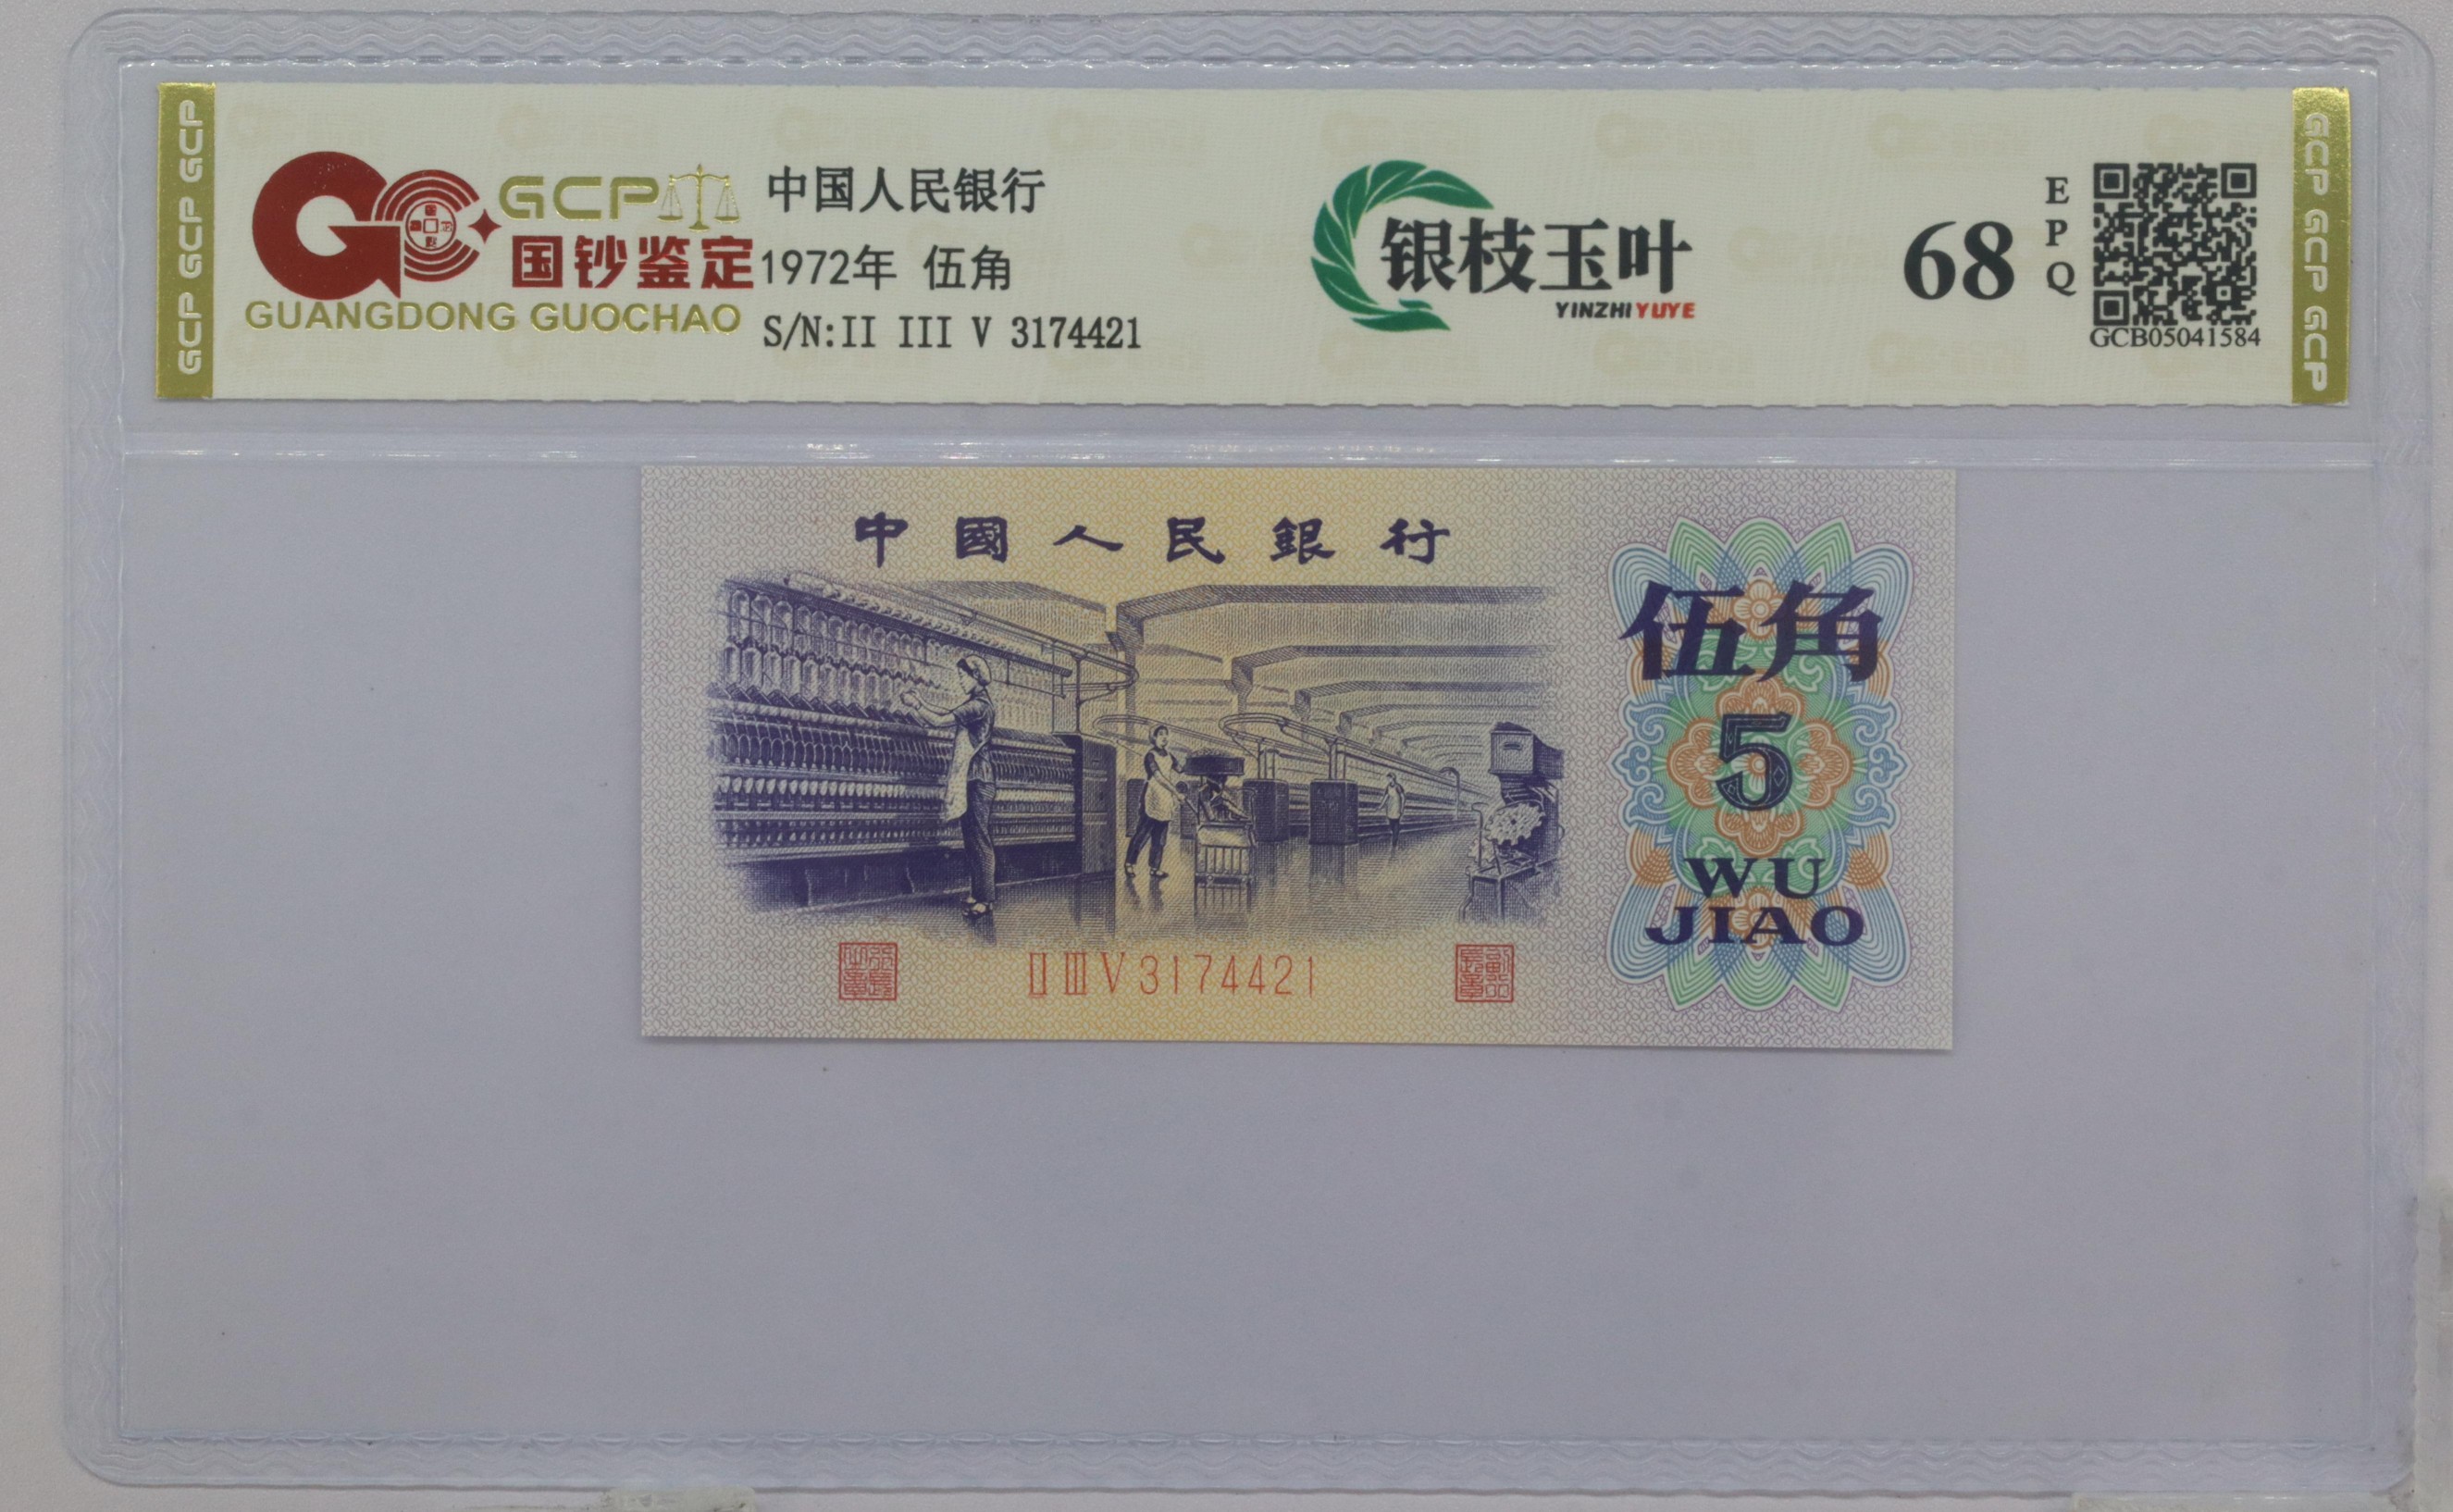 GCP GCP GCP
GCP
国钞鉴定
GUANGDONG GUOCHAO
中国人民银行
1972年 伍角
S/N:II III V 3174421
银枝玉叶
YINZHIYUYE
68
EPQ
GCB05041584
GCP GCP GCP
中國人民銀行
伍角
5
WU
JIAO
II III V 3174421